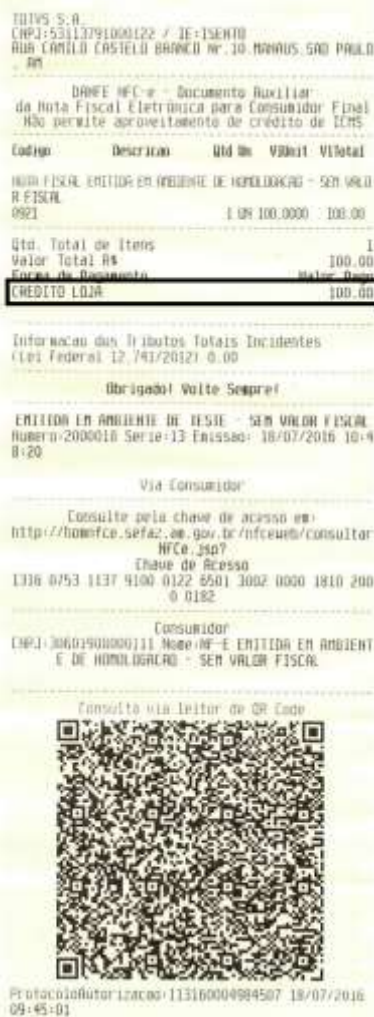 TOTVS S.A.
CNPJ:53113791000122 / IE:ISENTO
RUA CAMILO CASTELO BRANCO Nr.10.MANAUS.SAO PAULO
. AM
DANFE NFC-e - Documento Auxiliar
da Nota Fiscal Eletrônica para Consumidor Final
Não permite aproveitamento de crédito de ICMS
Codigo Descricao Qtd Un VlUnit VlTotal
NOTA FISCAL EMITIDA EM AMBIENTE DE HOMOLOGACAO - SEM VALO
R FISCAL
0921 1 UN 100.0000 100.00
Qtd. Total de Itens 1
Valor Total R$ 100.00
Forma de Pagamento Valor Pago
CREDITO LOJA 100.00
Informacao dos Tributos Totais Incidentes
(Lei Federal 12.741/2012) 0.00
Obrigado! Volte Sempre!
EMITIDA EM AMBIENTE DE TESTE - SEM VALOR FISCAL
Numero:2000018 Serie:13 Emissao: 18/07/2016 10:4
8:20
Via Consumidor
Consulte pela chave de acesso em:
http://homnfce.sefaz.am.gov.br/nfceweb/consultar
NFCe.jsp?
Chave de Acesso
1316 0753 1137 9100 0122 6501 3002 0000 1810 200
0 0182
Consumidor
CNPJ:30601900000111 Nome:NF-E EMITIDA EM AMBIENT
E DE HOMOLOGACAO - SEM VALOR FISCAL
Consulta via leitor de QR Code
ProtocoloAutorizacao:113160004984507 18/07/2016
09:45:01